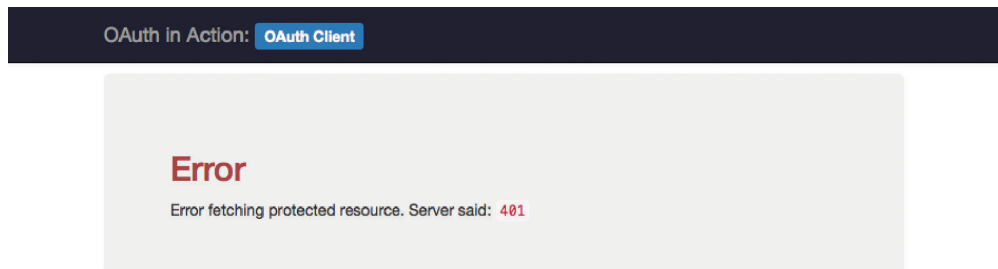 OAuth in Action: OAuth Client
Error
Error fetching protected resource. Server said: 401